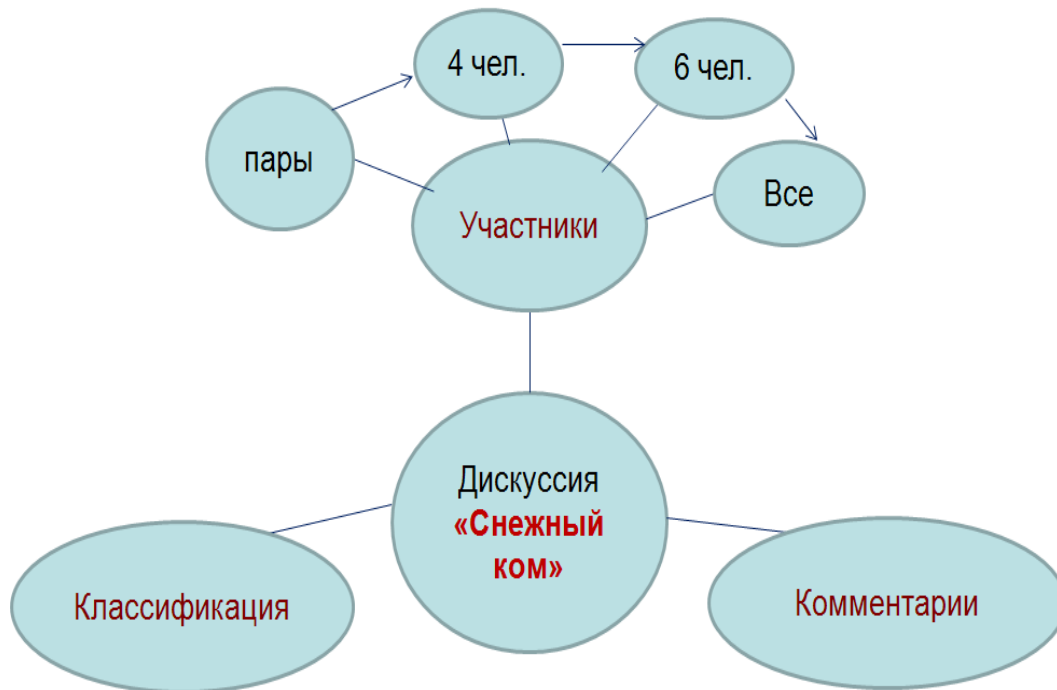 4 чел.
6 чел.
пары
Все
Участники
Дискуссия
«Снежный
ком»
Классификация
Комментарии